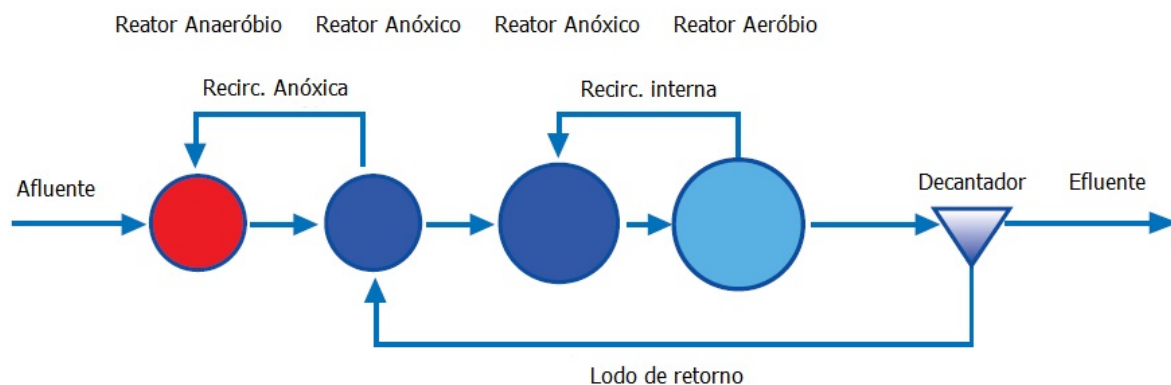 Reator Anaeróbio
Reator Anóxico
Reator Anóxico
Reator Aeróbio
Recirc. Anóxica
Recirc. interna
Afluente
Decantador
Efluente
Lodo de retorno